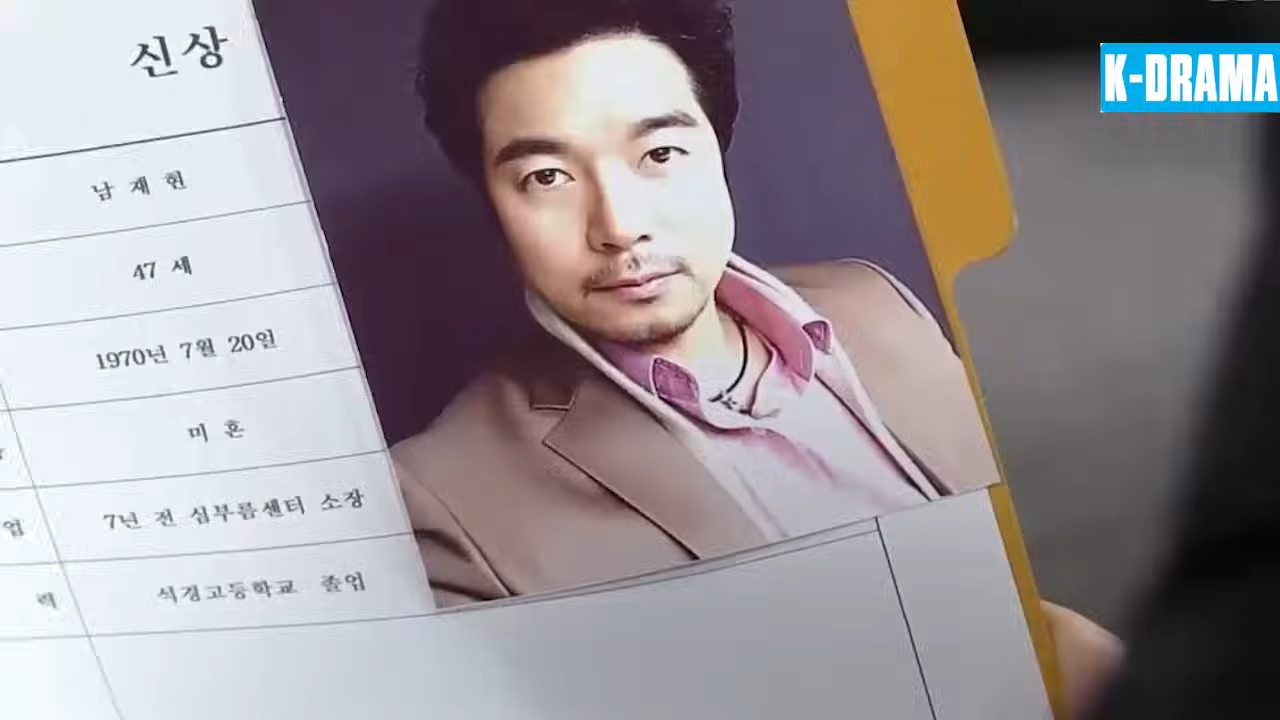 신상
K-DRAMA
남 재 현
47 세
1970년 7월 20일
미 혼
업 7년 전 심부름센터 소장
력 석경고등학교 졸업